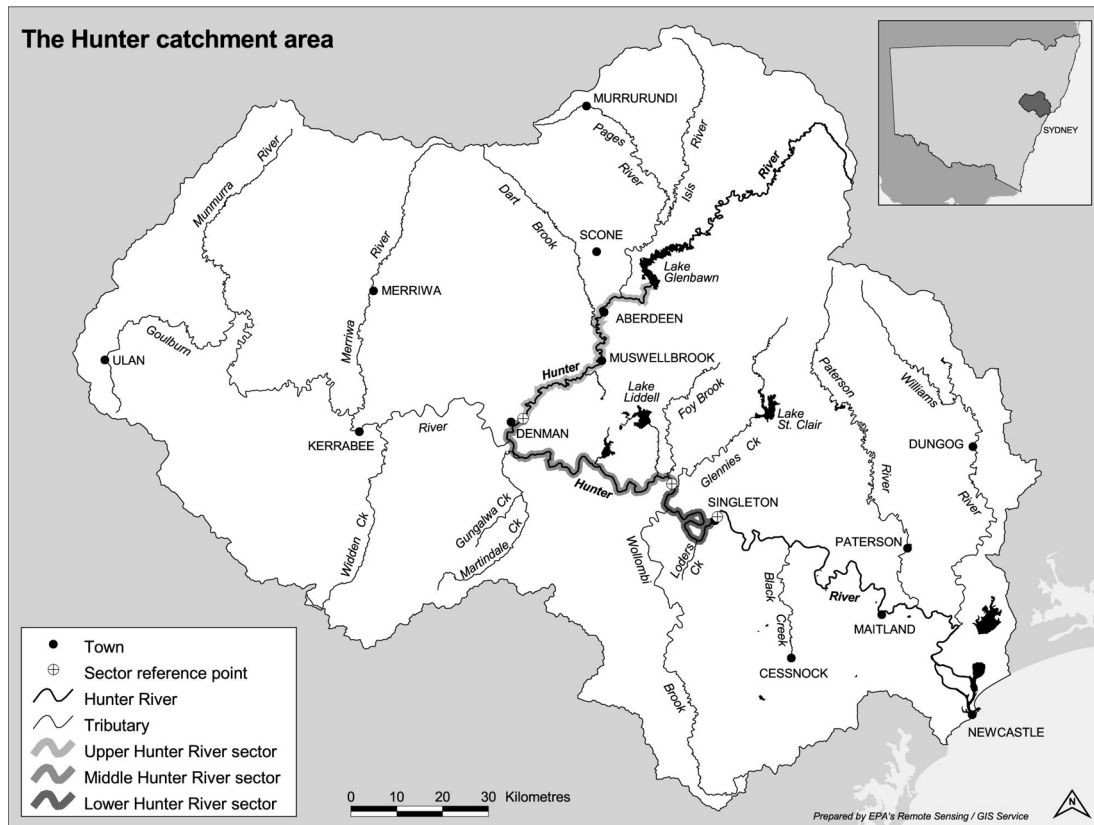 The Hunter catchment area
SYDNEY
MURRURUNDI
Pages
River
Isis
River
River
Munmurra
River
Dart
Brook
SCONE
Lake
Glenbawn
Merriwa
River
MERRIWA
ABERDEEN
Goulburn
ULAN
MUSWELLBROOK
Hunter
Lake
Liddell
Foy Brook
Lake
St. Clair
Paterson
River
Williams
River
DUNGOG
KERRABEE
River
DENMAN
Hunter
Glennies Ck
SINGLETON
Widden Ck
Gungalwa Ck
Martindale Ck
Wollombi
Brook
Loders
Ck
Black
Creek
River
PATERSON
MAITLAND
CESSNOCK
NEWCASTLE
Town
Sector reference point
Hunter River
Tributary
Upper Hunter River sector
Middle Hunter River sector
Lower Hunter River sector
0 10 20 30 Kilometres
N
Prepared by EPA's Remote Sensing / GIS Service